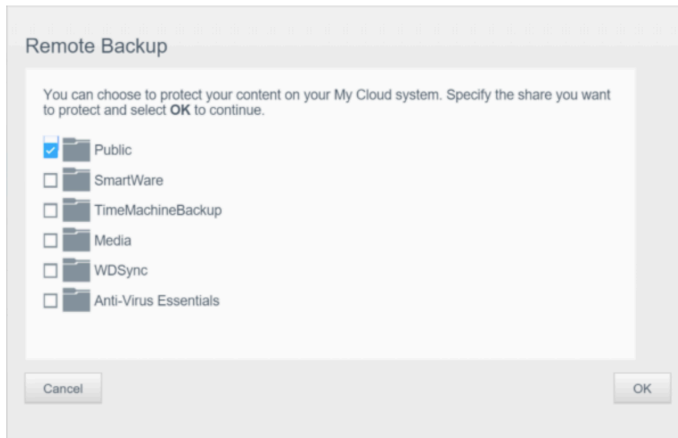 Remote Backup
You can choose to protect your content on your My Cloud system. Specify the share you want
to protect and select OK to continue.
Public
SmartWare
TimeMachineBackup
Media
WDSync
Anti-Virus Essentials
Cancel
OK